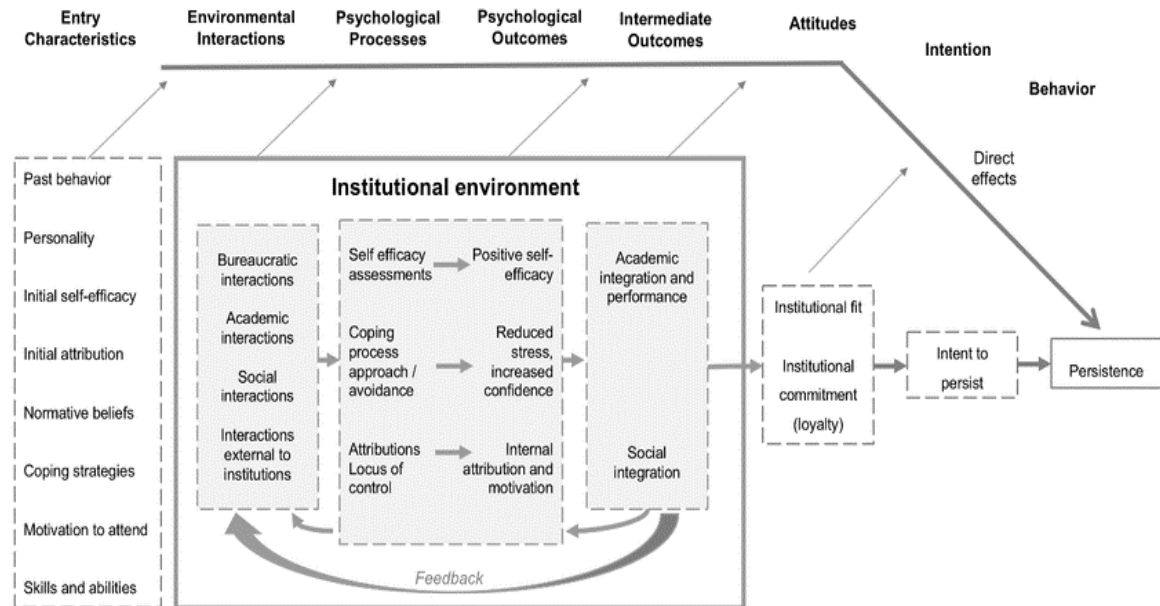 Entry
Characteristics
Environmental
Interactions
Psychological
Processes
Psychological
Outcomes
Intermediate
Outcomes
Attitudes
Intention
Behavior
Direct
effects
Past behavior
Personality
Initial self-efficacy
Initial attribution
Normative beliefs
Coping strategies
Motivation to attend
Skills and abilities
Institutional environment
Bureaucratic
interactions
Academic
interactions
Social
interactions
Interactions
external to
institutions
Self efficacy
assessments
Positive self-
efficacy
Coping
process
approach /
avoidance
Reduced
stress,
increased
confidence
Attributions
Locus of
control
Internal
attribution and
motivation
Academic
integration and
performance
Social
integration
Feedback
Institutional fit
Institutional
commitment
(loyalty)
Intent to
persist
Persistence